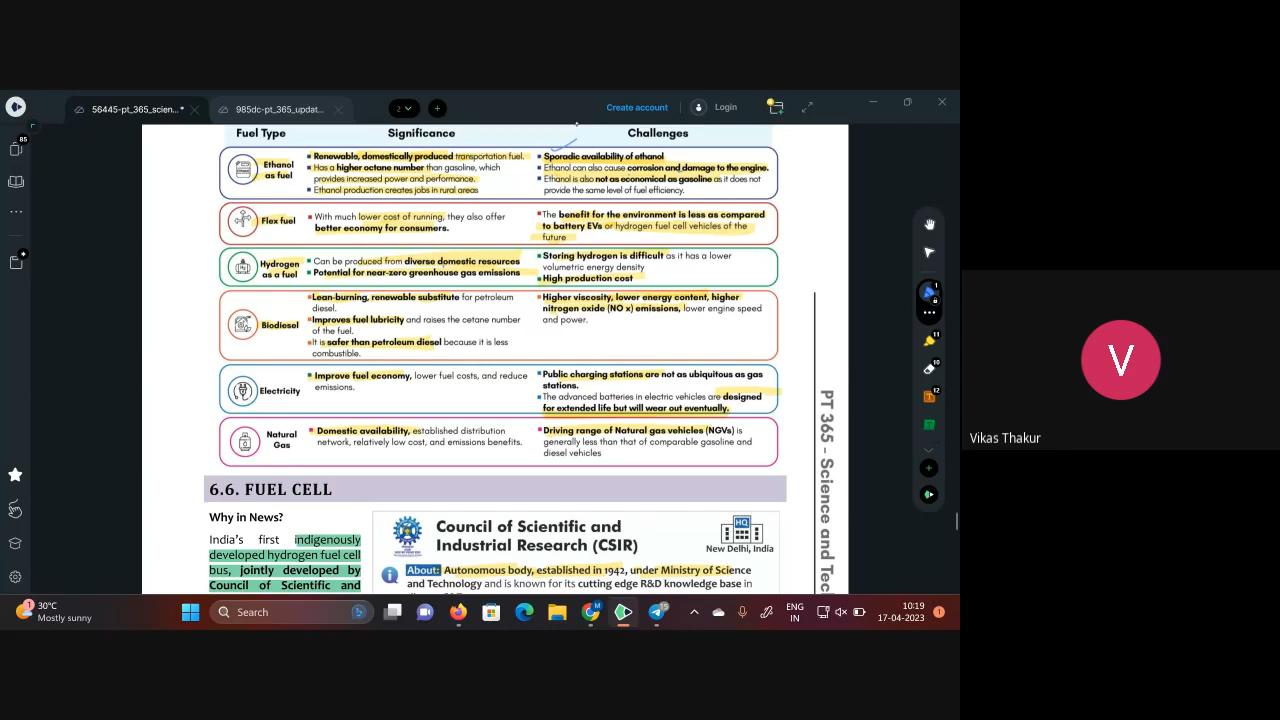 56445-pt_365_scien...*
985dc-pt_365_updat...
2
+
Create account
Login
85
Fuel Type Significance Challenges
Ethanol as fuel
Renewable, domestically produced transportation fuel.
Has a higher octane number than gasoline, which
provides increased power and performance.
Ethanol production creates jobs in rural areas
Sporadic availability of ethanol
Ethanol can also cause corrosion and damage to the engine.
Ethanol is also not as economical as gasoline as it does not
provide the same level of fuel efficiency.
Flex fuel
With much lower cost of running, they also offer
better economy for consumers.
The benefit for the environment is less as compared
to battery EVs or hydrogen fuel cell vehicles of the
future
Hydrogen
as a fuel
Can be produced from diverse domestic resources
Potential for near-zero greenhouse gas emissions
Storing hydrogen is difficult as it has a lower
volumetric energy density
High production cost
Biodiesel
Lean-burning, renewable substitute for petroleum
diesel.
Improves fuel lubricity and raises the cetane number
of the fuel.
It is safer than petroleum diesel because it is less
combustible.
Higher viscosity, lower energy content, higher
nitrogen oxide (NO x) emissions, lower engine speed
and power.
Electricity
Improve fuel economy, lower fuel costs, and reduce
emissions.
Public charging stations are not as ubiquitous as gas
stations.
The advanced batteries in electric vehicles are designed
for extended life but will wear out eventually.
Natural
Gas
Domestic availability, established distribution
network, relatively low cost, and emissions benefits.
Driving range of Natural gas vehicles (NGVs) is
generally less than that of comparable gasoline and
diesel vehicles
6.6. FUEL CELL
Why in News?
India's first indigenously
developed hydrogen fuel cell
bus, jointly developed by
Council of Scientific and
Council of Scientific and
Industrial Research (CSIR)
HQ
New Delhi, India
About: Autonomous body, established in 1942, under Ministry of Science
and Technology and is known for its cutting edge R&D knowledge base in
PT 365 - Science and Tec
1
11
10
12
V
Vikas Thakur
1
30°C
Mostly sunny
Search
ENG
IN
10:19
17-04-2023
1